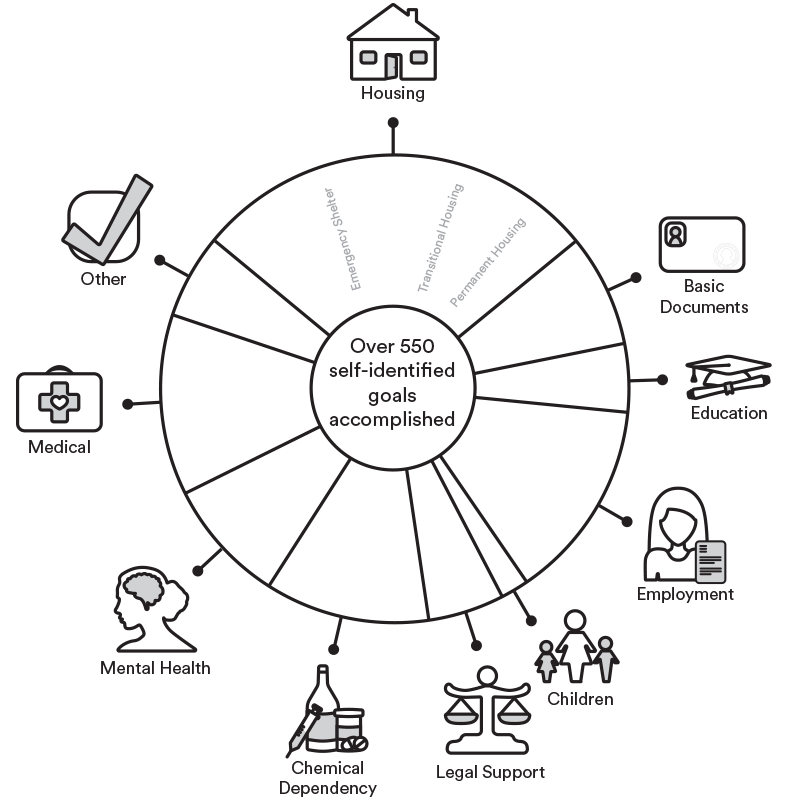 Housing
Emergency Shelter
Transitional Housing
Permanent Housing
Other
Basic
Documents
Over 550
self-identified
goals
accomplished
Education
Medical
Employment
Mental Health
Children
Chemical
Dependency
Legal Support